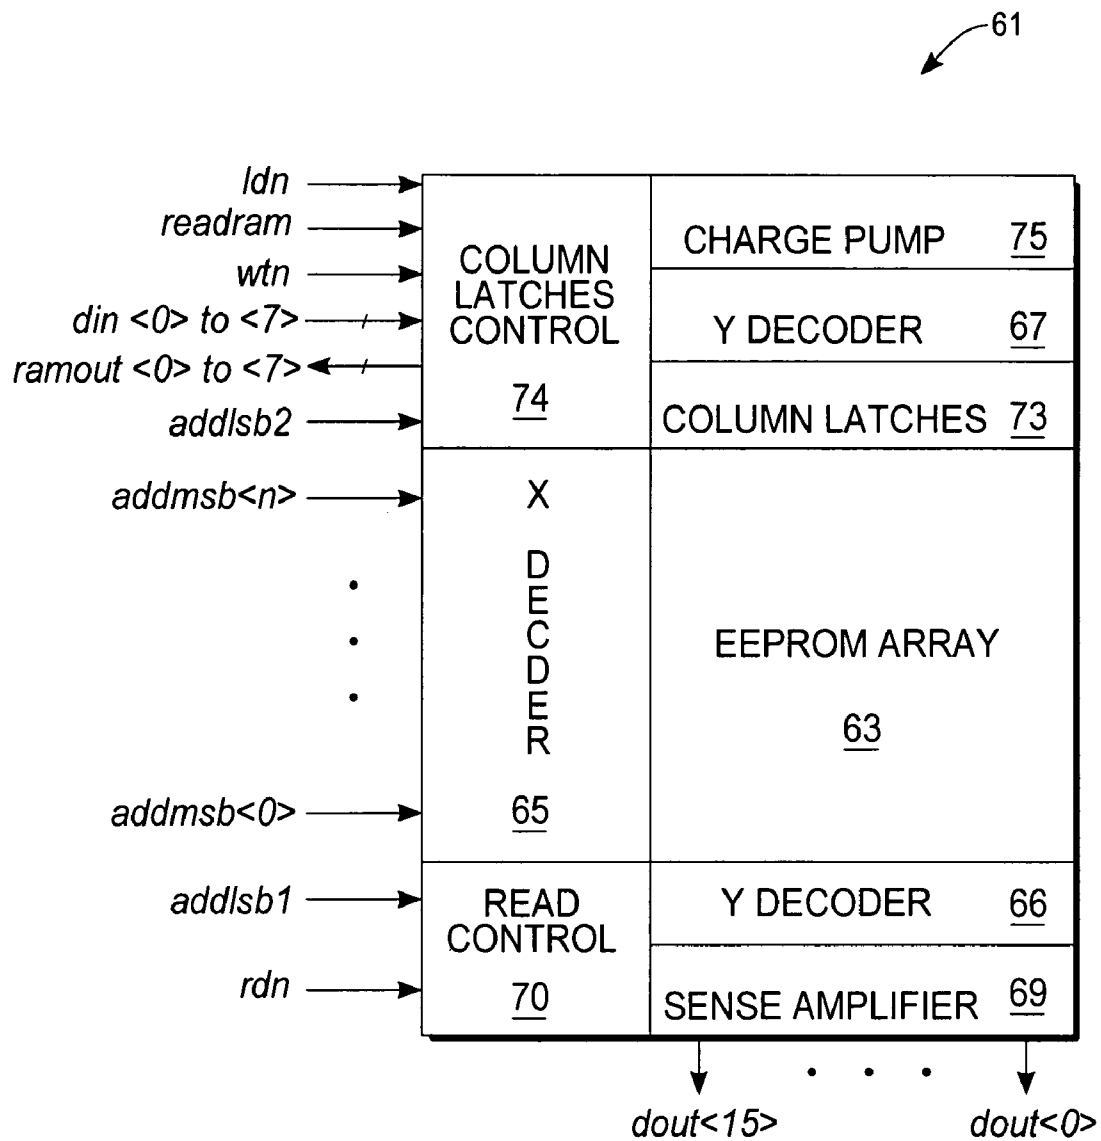 61
ldn
readram
wtn
din <0> to <7>
ramout <0> to <7>
addlsb2
COLUMN
LATCHES
CONTROL
74
CHARGE PUMP 75
Y DECODER 67
COLUMN LATCHES 73
addmsb<n>
addmsb<0>
X
D
E
C
D
E
R
65
EEPROM ARRAY
63
addlsb1
rdn
READ
CONTROL
70
Y DECODER 66
SENSE AMPLIFIER 69
dout<15>
dout<0>